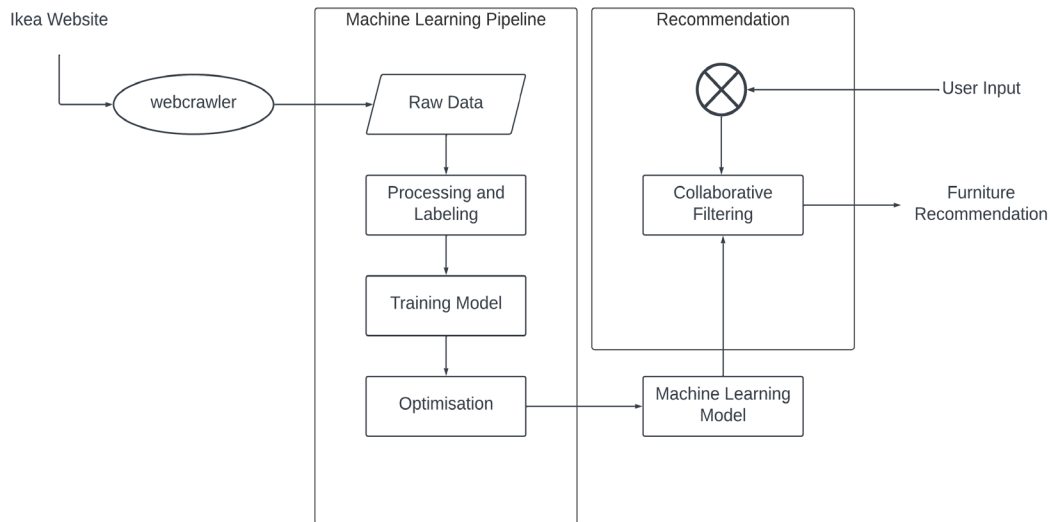 Ikea Website
Machine Learning Pipeline
Recommendation
webcrawler
Raw Data
User Input
Processing and
Labeling
Collaborative
Filtering
Furniture
Recommendation
Training Model
Optimisation
Machine Learning
Model